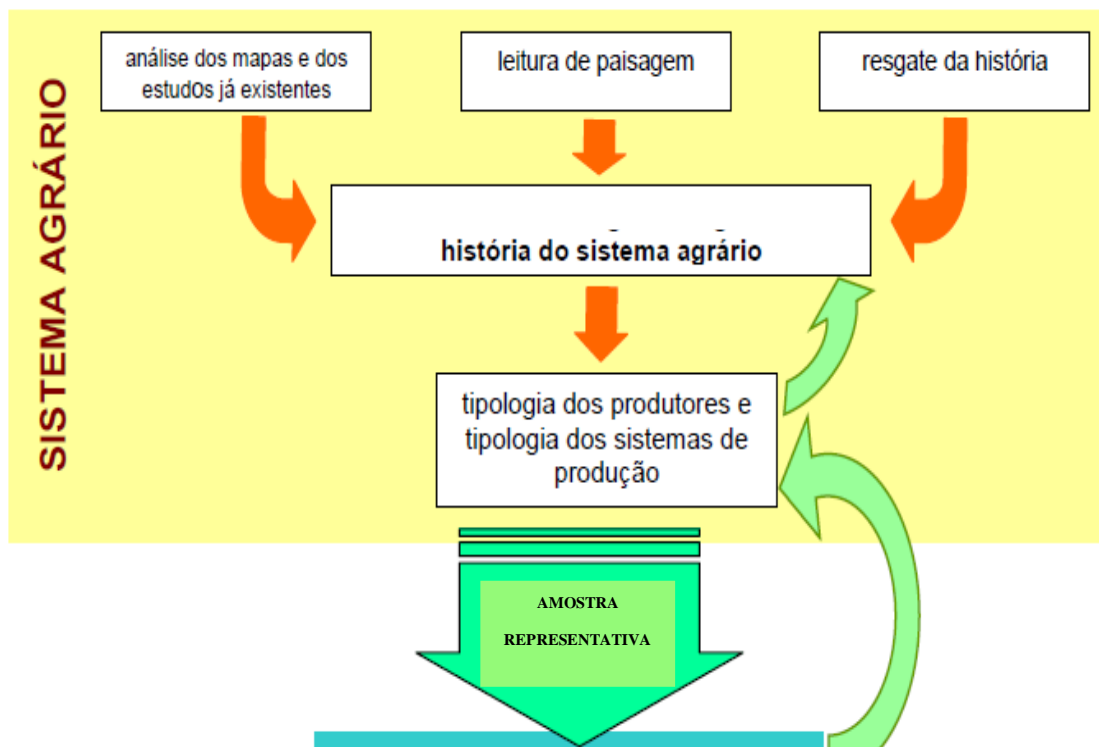 SISTEMA AGRÁRIO
análise dos mapas e dos
estudos já existentes
leitura de paisagem
resgate da história
história do sistema agrário
tipologia dos produtores e
tipologia dos sistemas de
produção
AMOSTRA
REPRESENTATIVA